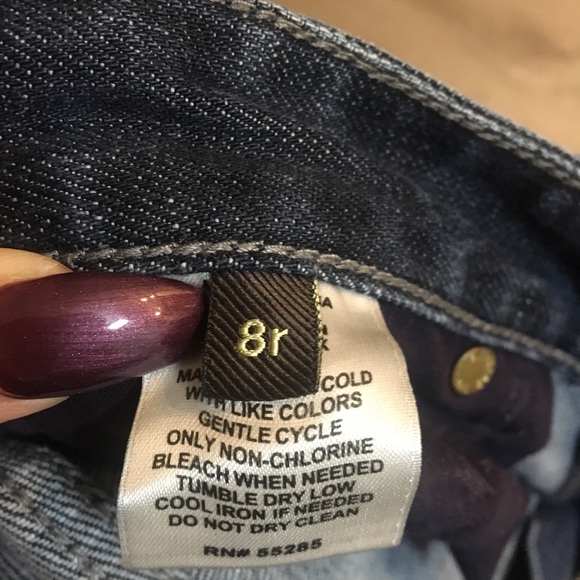 8r
A
K
MA COLD
WITH LIKE COLORS
GENTLE CYCLE
ONLY NON-CHLORINE
BLEACH WHEN NEEDED
TUMBLE DRY LOW
COOL IRON IF NEEDED
DO NOT DRY CLEAN
RN# 55285